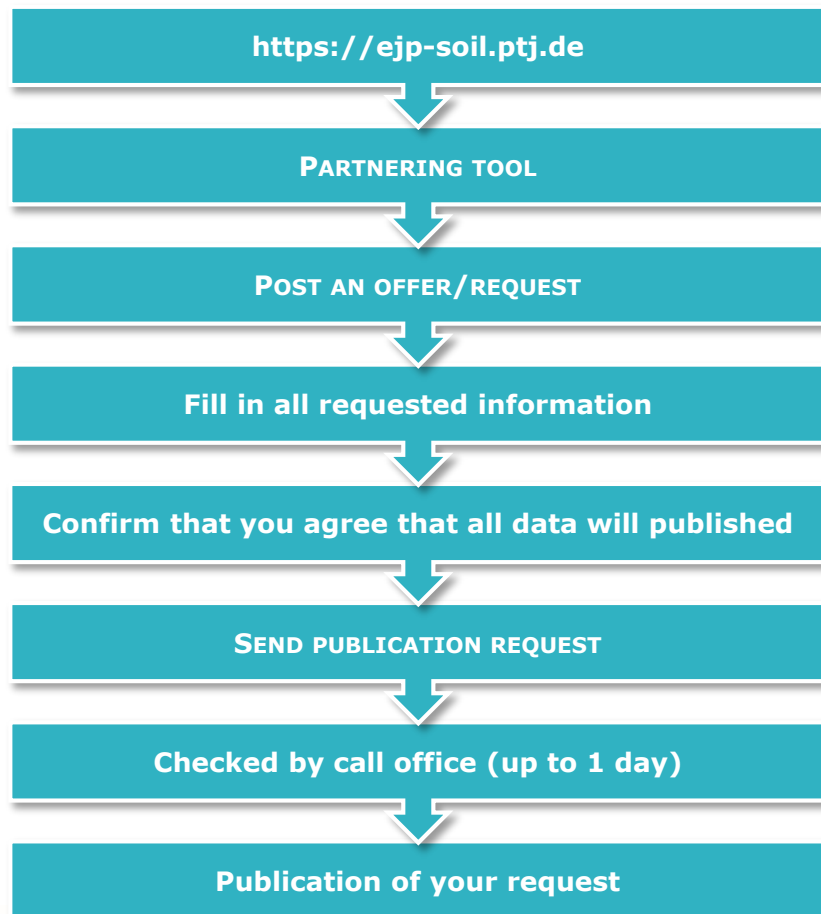 https://ejp-soil.ptj.de
PARTNERING TOOL
POST AN OFFER/REQUEST
Fill in all requested information
Confirm that you agree that all data will published
SEND PUBLICATION REQUEST
Checked by call office (up to 1 day)
Publication of your request